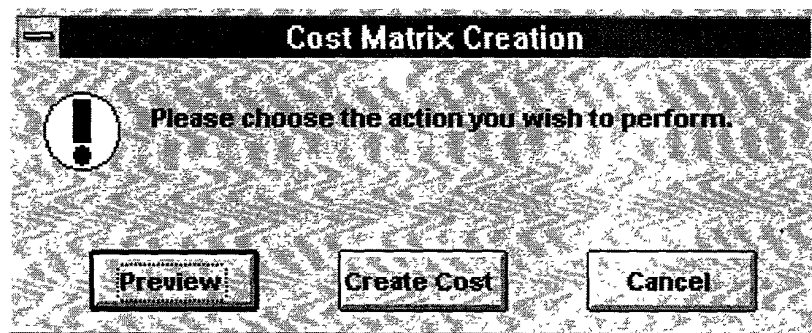 Cost Matrix Creation
Please choose the action you wish to perform.
Preview Create Cost Cancel